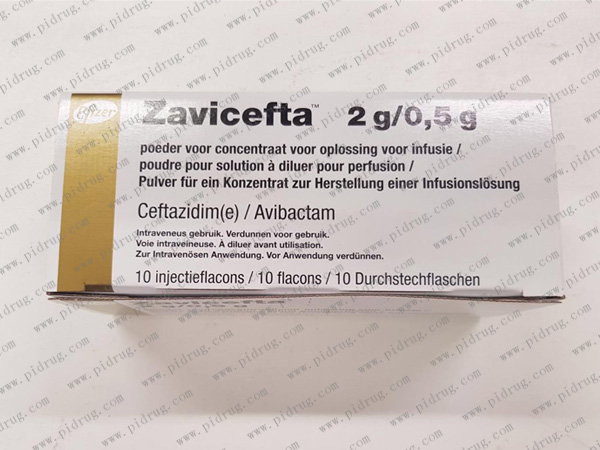 Pfizer
Zavicefta™ 2 g/0,5 g
poeder voor concentraat voor oplossing voor infusie /
poudre pour solution à diluer pour perfusion /
Pulver für ein Konzentrat zur Herstellung einer Infusionslösung
Ceftazidim(e) / Avibactam
Intraveneus gebruik. Verdunnen voor gebruik.
Voie intraveineuse. À diluer avant utilisation.
Zur Intravenösen Anwendung. Vor Anwendung verdünnen.
10 injectieflacons / 10 flacons / 10 Durchstechflaschen
Zavicefta™
www.pidrug.com